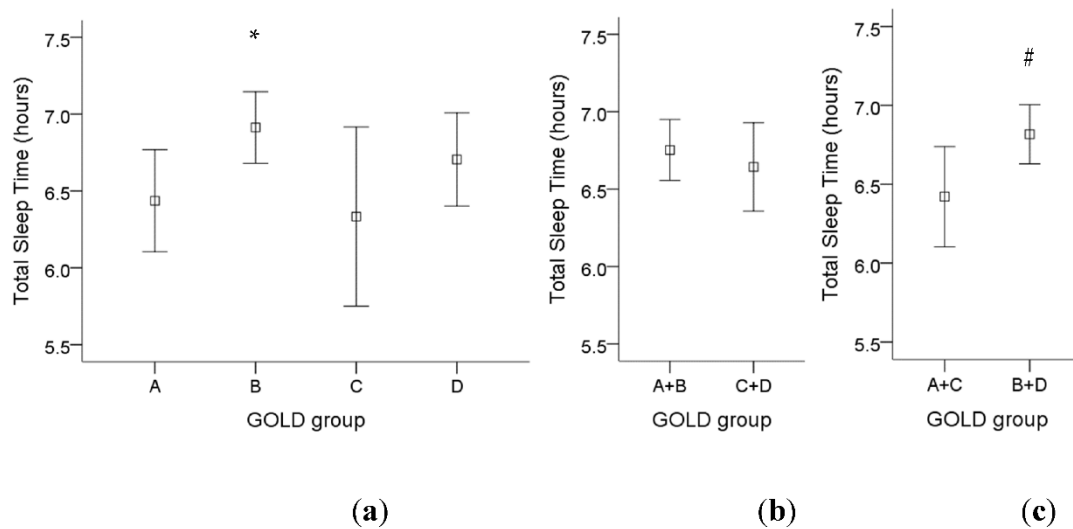 Total Sleep Time (hours)
7.5
7.0
6.5
6.0
5.5
*
A B C D
GOLD group
(a)
Total Sleep Time (hours)
7.5
7.0
6.5
6.0
5.5
A+B C+D
GOLD group
(b)
Total Sleep Time (hours)
7.5
7.0
6.5
6.0
5.5
#
A+C B+D
GOLD group
(c)